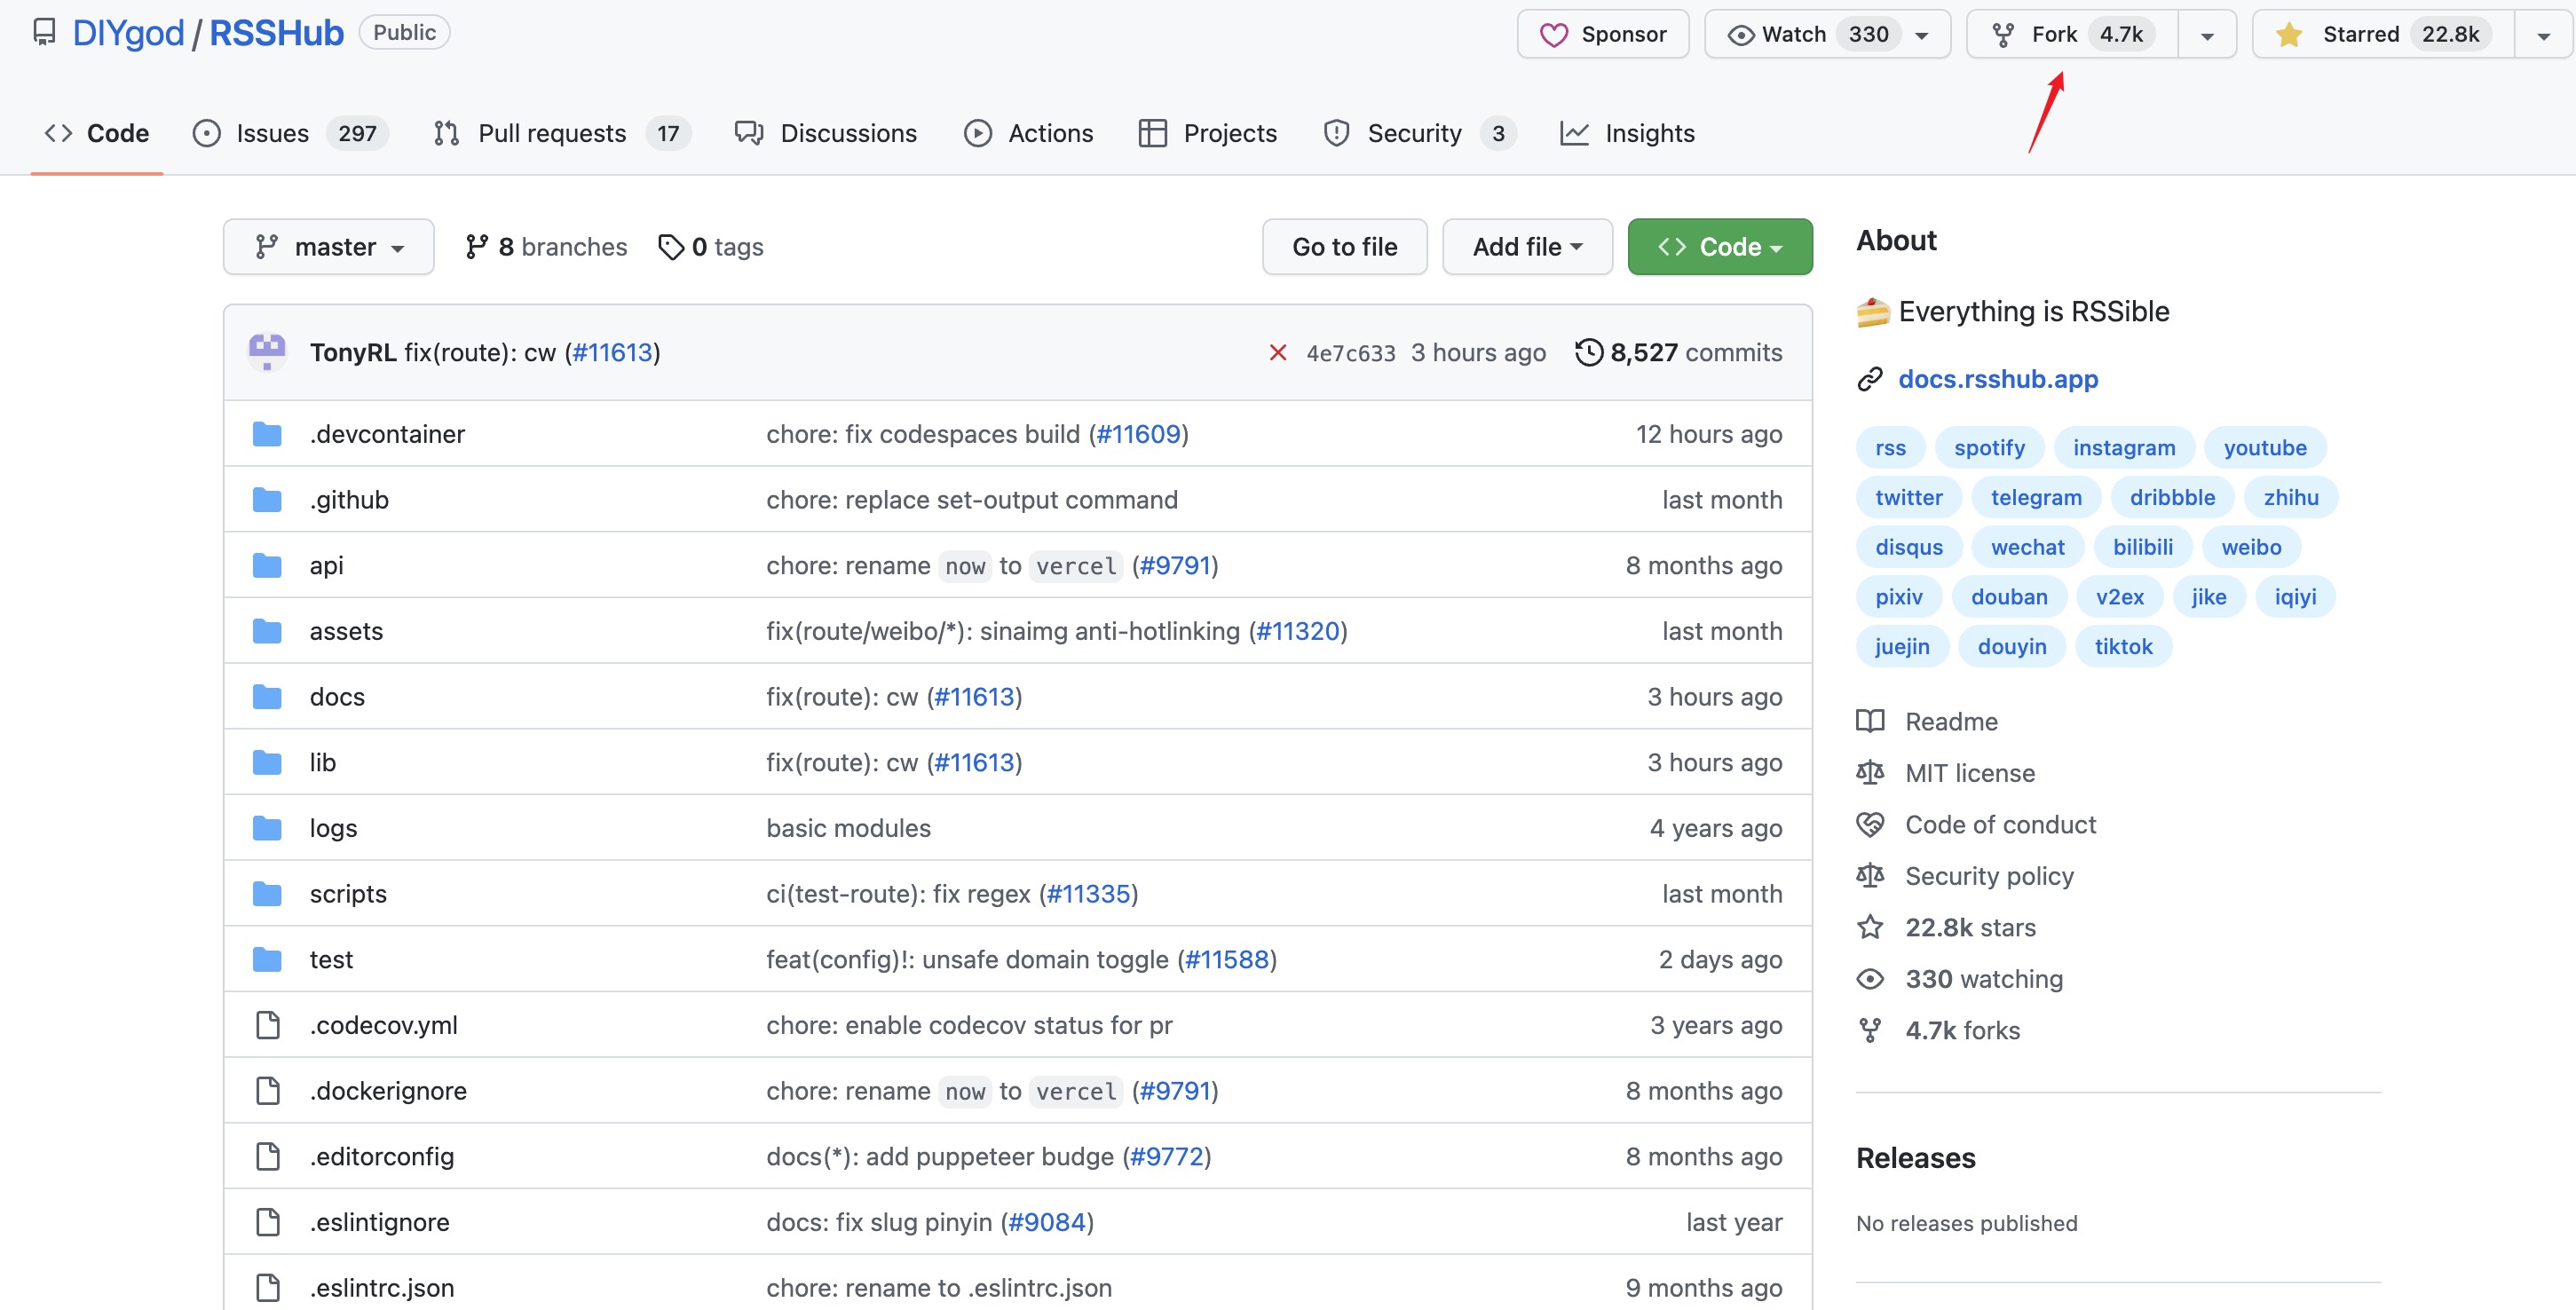 DIYgod / RSSHub Public Sponsor Watch 330 Fork 4.7k Starred 22.8k
Code Issues 297 Pull requests 17 Discussions Actions Projects Security 3 Insights
master 8 branches 0 tags Go to file Add file Code
TonyRL fix(route): cw (#11613) 4e7c633 3 hours ago 8,527 commits
.devcontainer chore: fix codespaces build (#11609) 12 hours ago
.github chore: replace set-output command last month
api chore: rename now to vercel (#9791) 8 months ago
assets fix(route/weibo/*): sinaimg anti-hotlinking (#11320) last month
docs fix(route): cw (#11613) 3 hours ago
lib fix(route): cw (#11613) 3 hours ago
logs basic modules 4 years ago
scripts ci(test-route): fix regex (#11335) last month
test feat(config)!: unsafe domain toggle (#11588) 2 days ago
.codecov.yml chore: enable codecov status for pr 3 years ago
.dockerignore chore: rename now to vercel (#9791) 8 months ago
.editorconfig docs(*): add puppeteer budge (#9772) 8 months ago
.eslintignore docs: fix slug pinyin (#9084) last year
.eslintrc.json chore: rename to .eslintrc.json 9 months ago
About
Everything is RSSible
docs.rsshub.app
rss spotify instagram youtube
twitter telegram dribbble zhihu
disqus wechat bilibili weibo
pixiv douban v2ex jike iqiyi
juejin douyin tiktok
Readme
MIT license
Code of conduct
Security policy
22.8k stars
330 watching
4.7k forks
Releases
No releases published